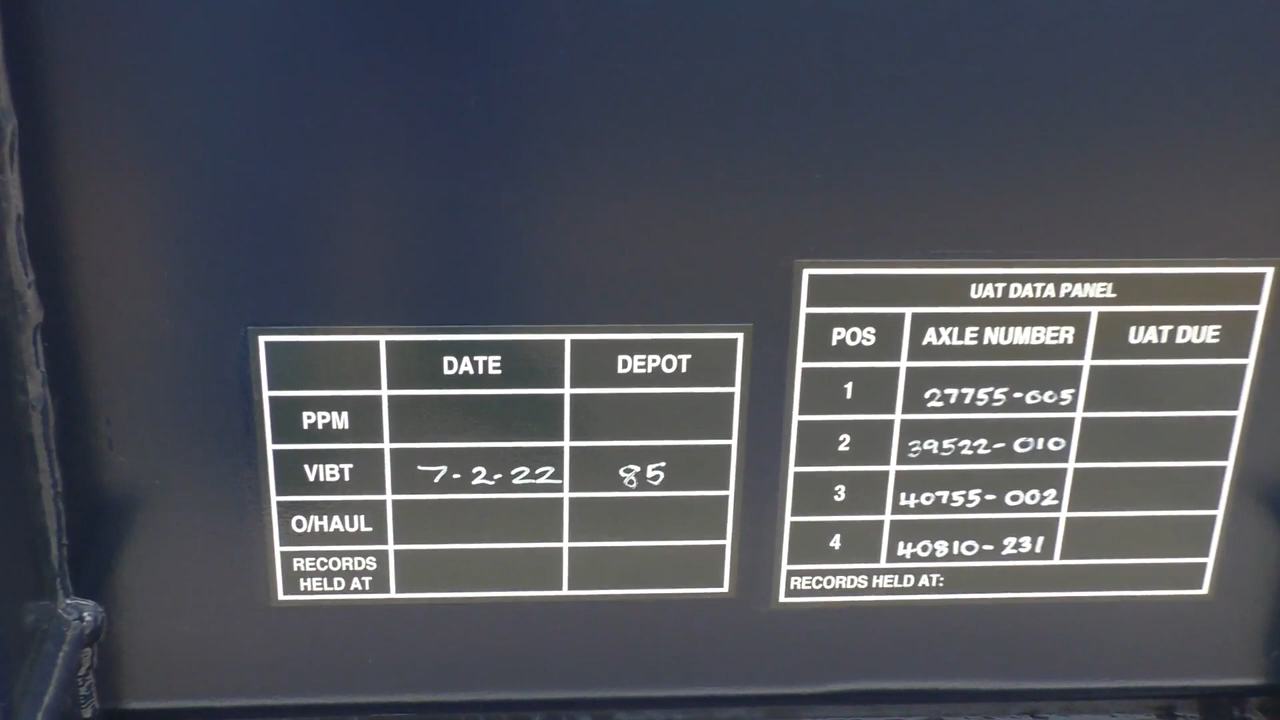 DATE DEPOT
PPM
VIBT 7-2-22 85
O/HAUL
RECORDS
HELD AT
UAT DATA PANEL
POS AXLE NUMBER UAT DUE
1 27755-005
2 39522-010
3 40755-002
4 40810-231
RECORDS HELD AT: